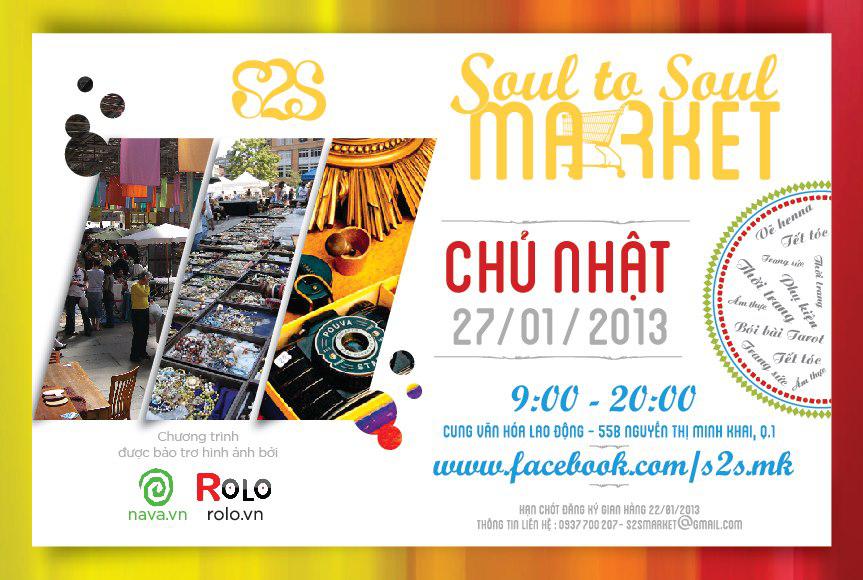 S2S
Soul to Soul
MARKET
CHỦ NHẬT
27/01/2013
9:00 - 20:00
CUNG VĂN HÓA LAO ĐỘNG - 55B NGUYỄN THỊ MINH KHAI, Q.1
www.facebook.com/s2s.mk
HẠN CHÓT ĐĂNG KÝ GIAN HÀNG 22/01/2013
THÔNG TIN LIÊN HỆ : 0937 700 207 - S2SMARKET@GMAIL.COM
Vẽ henna
Tết tóc
Trang sức
Thời trang
Thời trang
Phụ kiện
Ẩm thực
Bói bài Tarot
Tết tóc
Trang sức
Ẩm thực
POUVA
Chương trình
được bảo trợ hình ảnh bởi
ROLO
nava.vn
rolo.vn